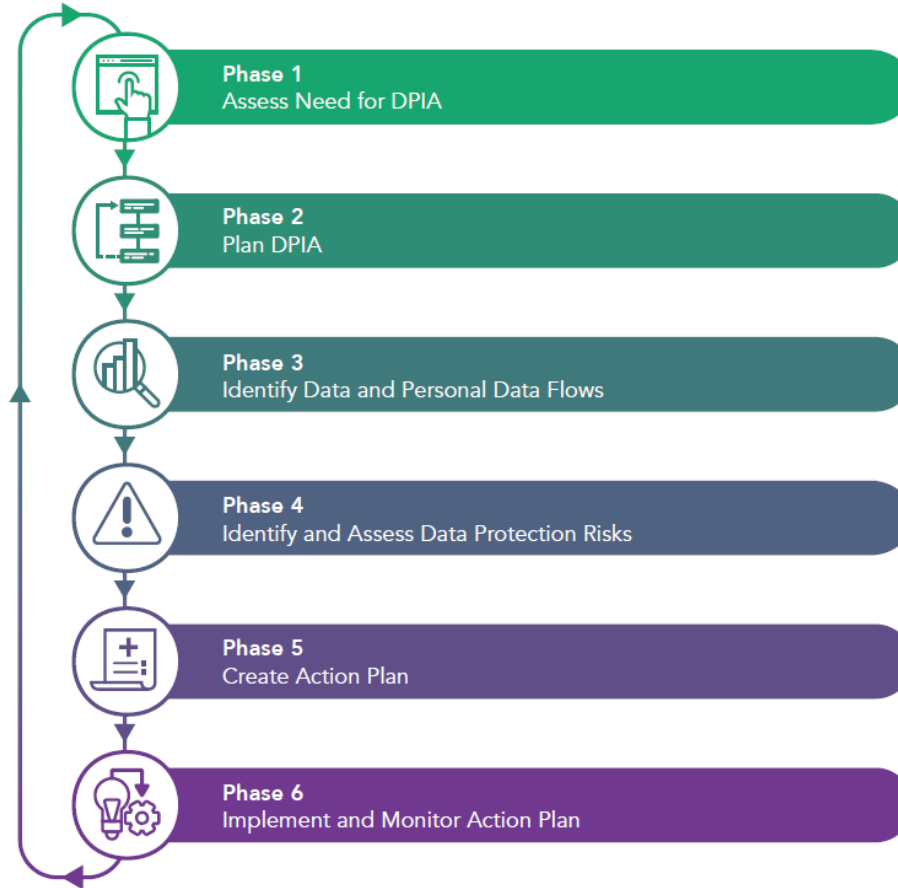 Phase 1
Assess Need for DPIA
Phase 2
Plan DPIA
Phase 3
Identify Data and Personal Data Flows
Phase 4
Identify and Assess Data Protection Risks
Phase 5
Create Action Plan
Phase 6
Implement and Monitor Action Plan